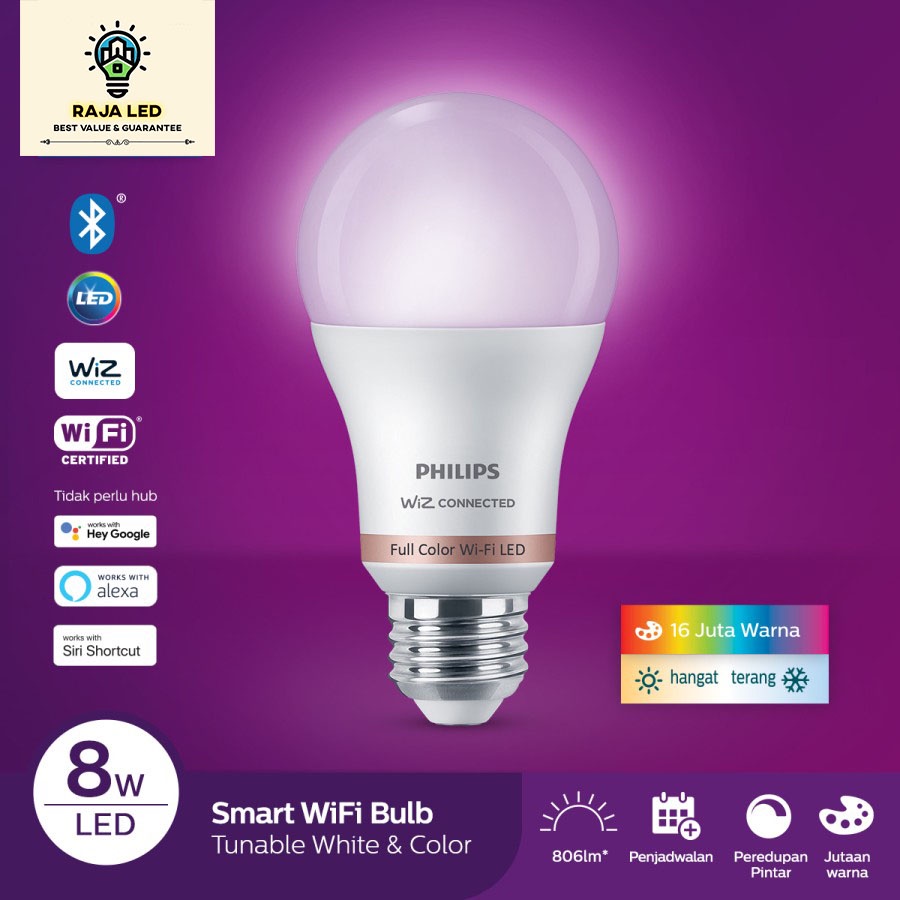 RAJA LED
BEST VALUE & GUARANTEE
®
LED
WiZ
CONNECTED
Wi Fi®
CERTIFIED
Tidak perlu hub
works with
Hey Google
WORKS WITH
alexa
works with
Siri Shortcut
PHILIPS
WiZ CONNECTED
Full Color Wi-Fi LED
16 Juta Warna
hangat terang
8W
LED
Smart WiFi Bulb
Tunable White & Color
806lm*
Penjadwalan
Peredupan
Pintar
Jutaan
warna